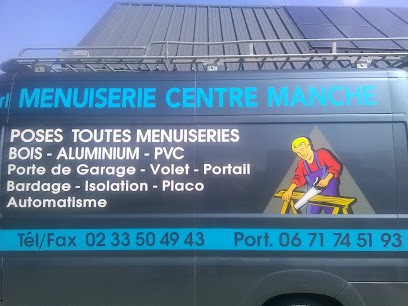 rl MENUISERIE CENTRE MANCHE
POSES TOUTES MENUISERIES
BOIS - ALUMINIUM - PVC
Porte de Garage - Volet - Portail
Bardage - Isolation - Placo
Automatisme
Tél/Fax 02 33 50 49 43 Port. 06 71 74 51 93